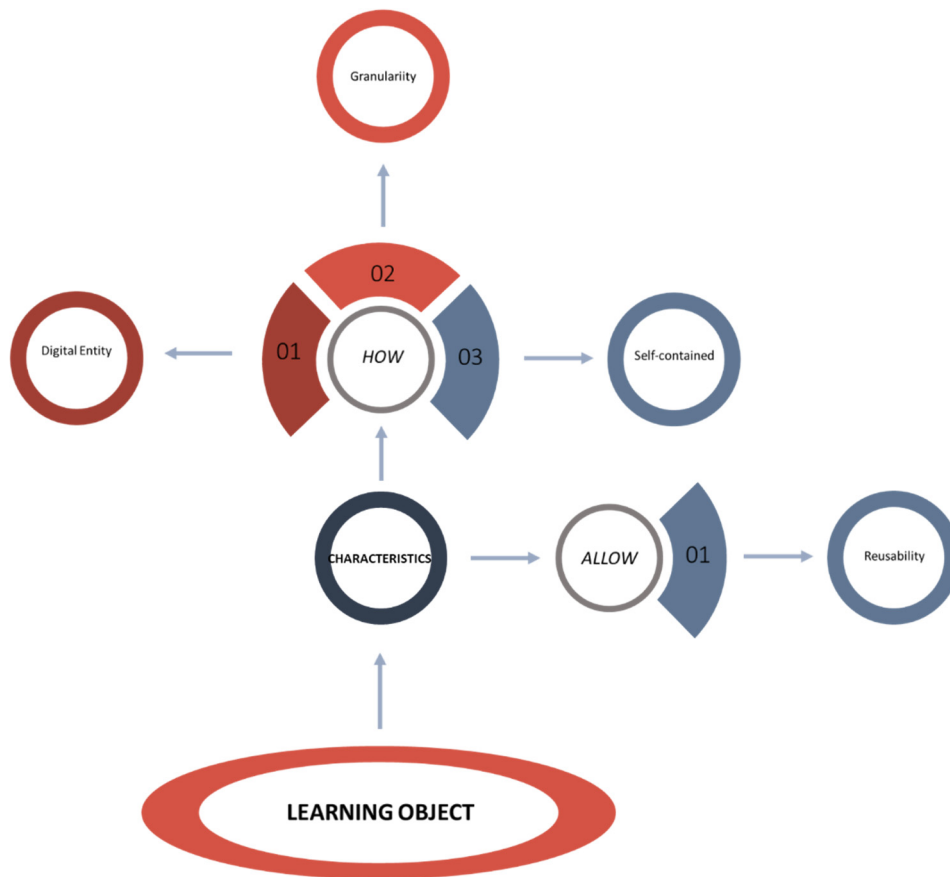 Granulariity
02
01
HOW
03
Digital Entity
Self-contained
CHARACTERISTICS
ALLOW
01
Reusability
LEARNING OBJECT